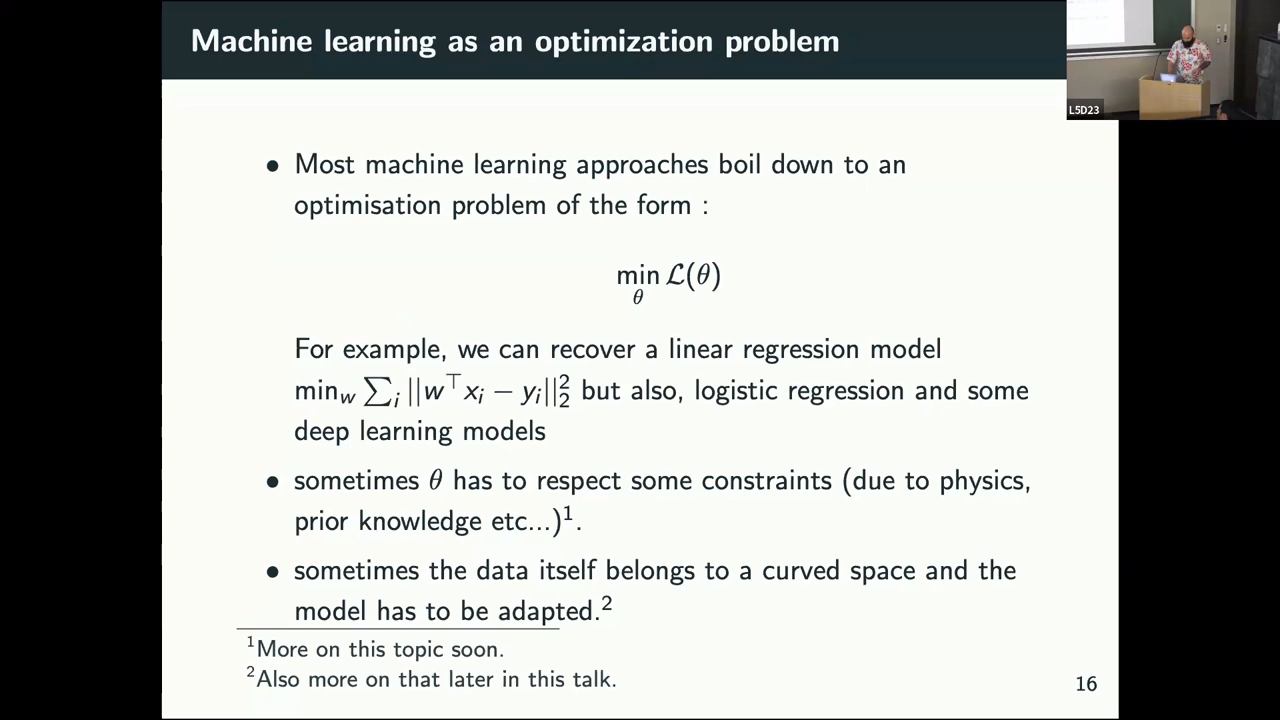 Machine learning as an optimization problem
L5D23
• Most machine learning approaches boil down to an
optimisation problem of the form :
min_θ ℒ(θ)
For example, we can recover a linear regression model
min_w ∑_i ||w^⊤ x_i − y_i||_2^2 but also, logistic regression and some
deep learning models
• sometimes θ has to respect some constraints (due to physics,
prior knowledge etc...)¹.
• sometimes the data itself belongs to a curved space and the
model has to be adapted.²
¹More on this topic soon.
²Also more on that later in this talk.
16